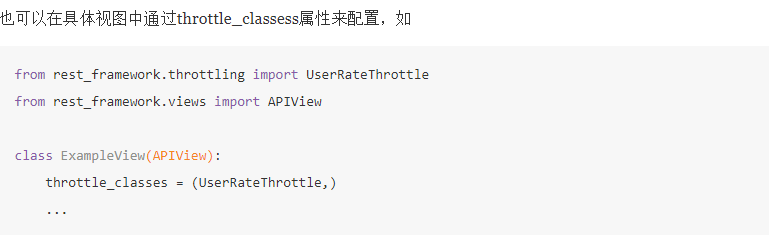 也可以在具体视图中通过throttle_classess属性来配置，如
from rest_framework.throttling import UserRateThrottle
from rest_framework.views import APIView
class ExampleView(APIView):
    throttle_classes = (UserRateThrottle,)
    ...